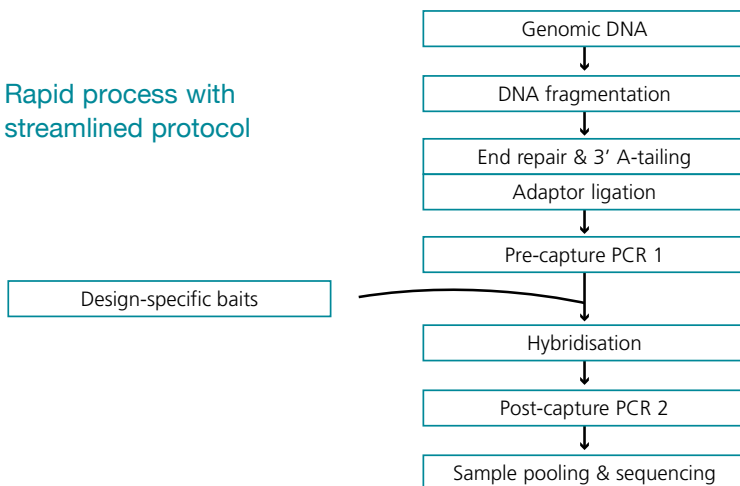 Genomic DNA
Rapid process with
streamlined protocol
DNA fragmentation
End repair & 3’ A-tailing
Adaptor ligation
Pre-capture PCR 1
Design-specific baits
Hybridisation
Post-capture PCR 2
Sample pooling & sequencing